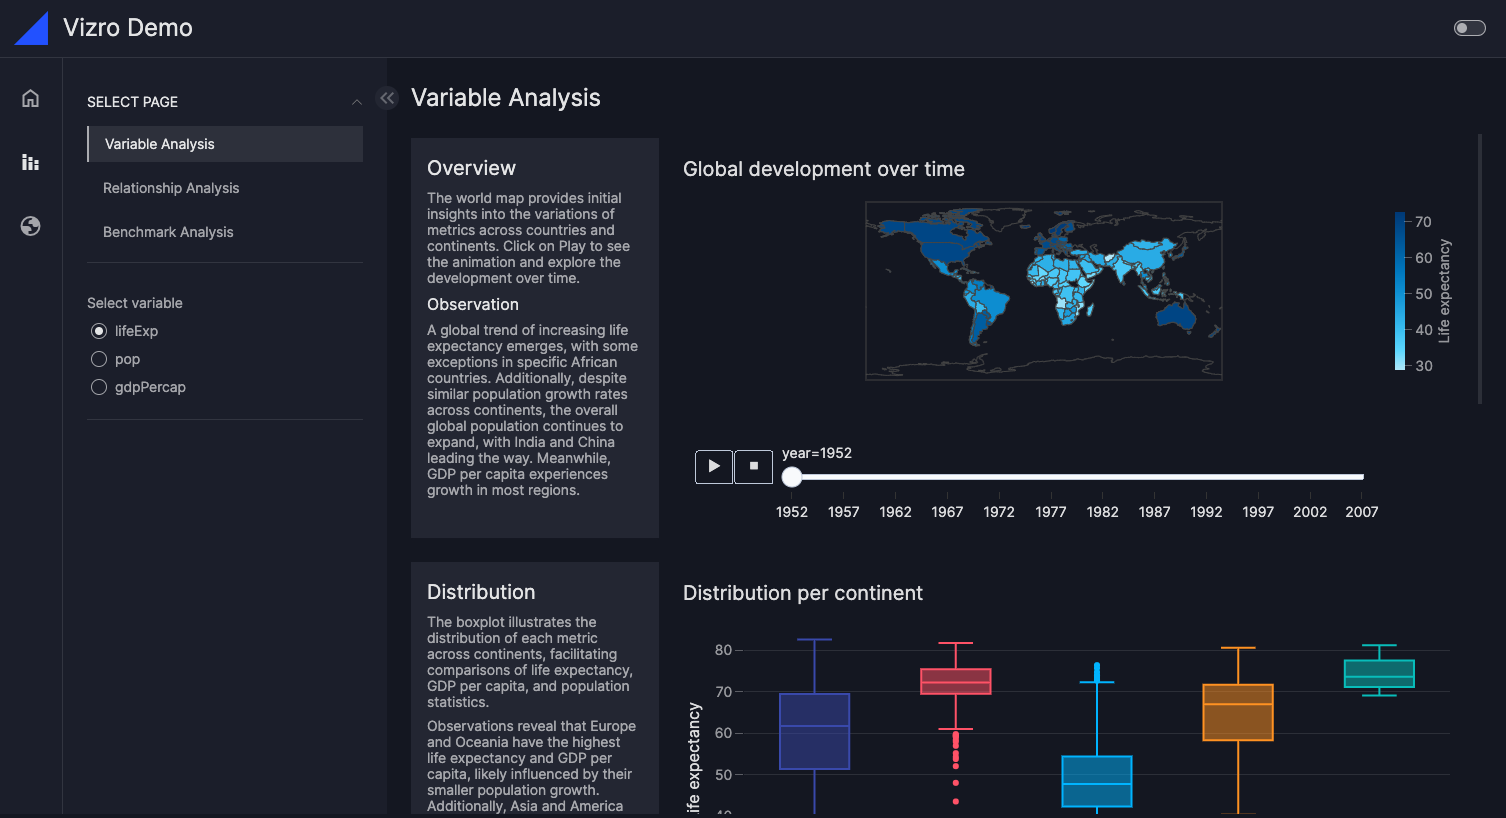 Vizro Demo
SELECT PAGE
Variable Analysis
Relationship Analysis
Benchmark Analysis
Select variable
lifeExp
pop
gdpPercap
Variable Analysis
Overview
The world map provides initial
insights into the variations of
metrics across countries and
continents. Click on Play to see
the animation and explore the
development over time.
Observation
A global trend of increasing life
expectancy emerges, with some
exceptions in specific African
countries. Additionally, despite
similar population growth rates
across continents, the overall
global population continues to
expand, with India and China
leading the way. Meanwhile,
GDP per capita experiences
growth in most regions.
Global development over time
70
60
50
40
30
Life expectancy
year=1952
1952 1957 1962 1967 1972 1977 1982 1987 1992 1997 2002 2007
Distribution
The boxplot illustrates the
distribution of each metric
across continents, facilitating
comparisons of life expectancy,
GDP per capita, and population
statistics.
Observations reveal that Europe
and Oceania have the highest
life expectancy and GDP per
capita, likely influenced by their
smaller population growth.
Additionally, Asia and America
Distribution per continent
80
70
60
50
40
Life expectancy